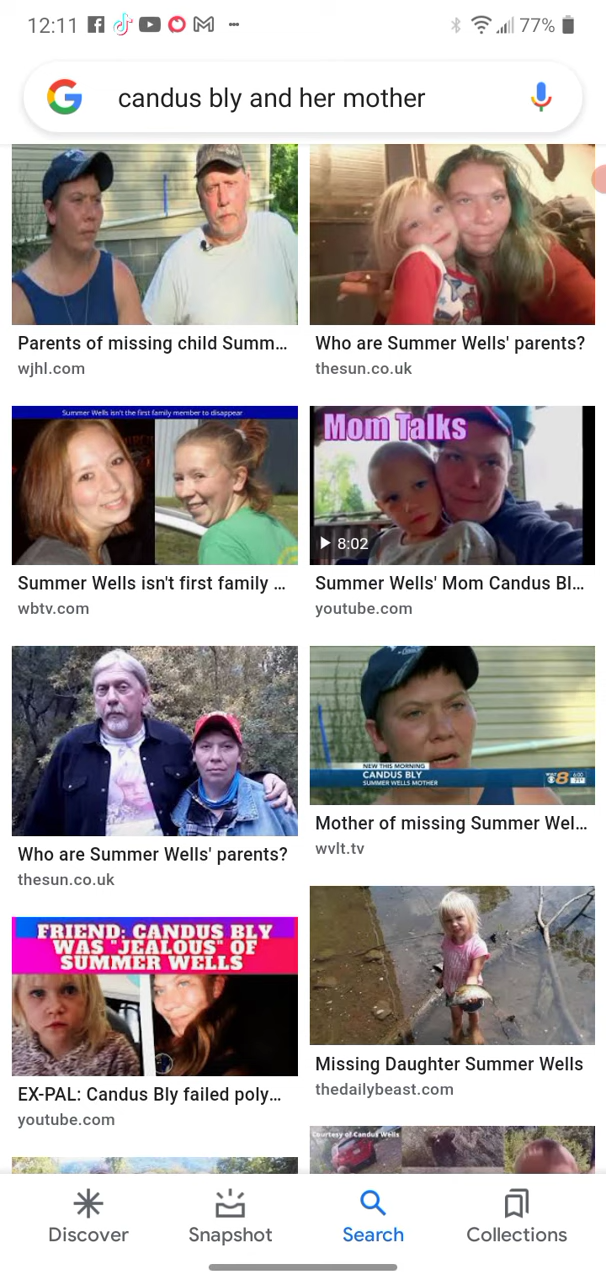 12:11
77%
candus bly and her mother
Parents of missing child Summ...
wjhl.com
Who are Summer Wells' parents?
thesun.co.uk
Summer Wells isn't the first family member to disappear
Summer Wells isn't first family ...
wbtv.com
Mom Talks
8:02
Summer Wells' Mom Candus Bl...
youtube.com
Who are Summer Wells' parents?
thesun.co.uk
NEW THIS MORNING
CANDUS BLY
SUMMER WELLS MOTHER
8
Mother of missing Summer Wel...
wvlt.tv
FRIEND: CANDUS BLY
WAS "JEALOUS" OF
SUMMER WELLS
EX-PAL: Candus Bly failed poly...
youtube.com
Missing Daughter Summer Wells
thedailybeast.com
Courtesy of Candus Wells
Discover
Snapshot
Search
Collections